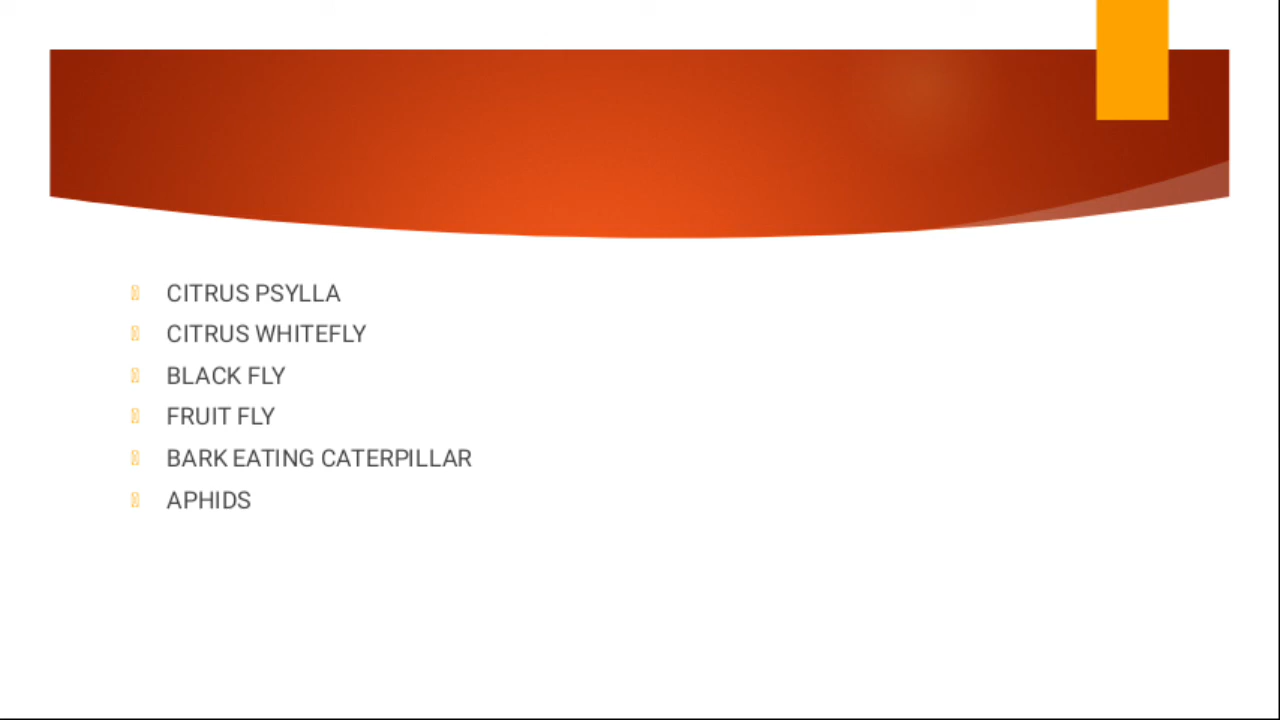 CITRUS PSYLLA
CITRUS WHITEFLY
BLACK FLY
FRUIT FLY
BARK EATING CATERPILLAR
APHIDS